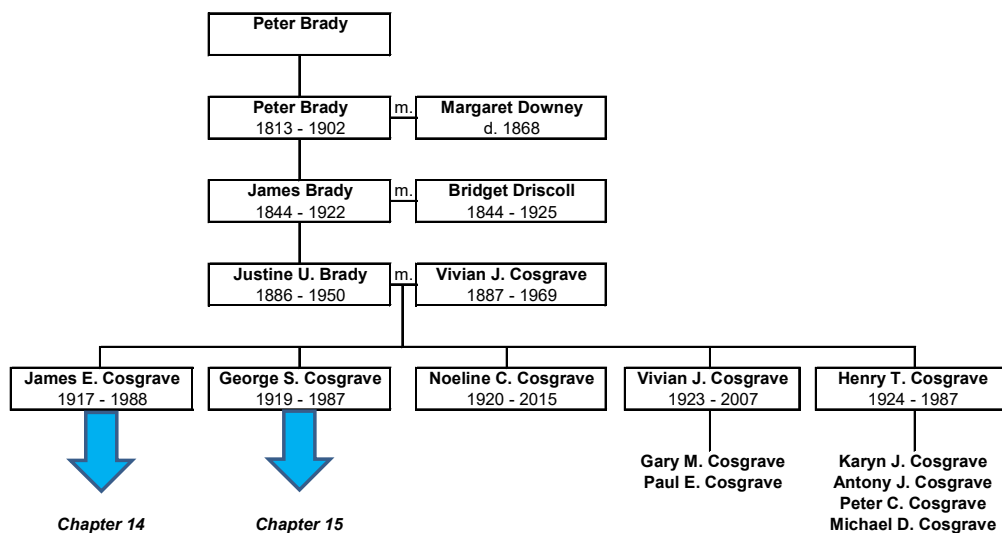 Peter Brady
Peter Brady
1813 - 1902
m.
Margaret Downey
d. 1868
James Brady
1844 - 1922
m.
Bridget Driscoll
1844 - 1925
Justine U. Brady
1886 - 1950
m.
Vivian J. Cosgrave
1887 - 1969
James E. Cosgrave
1917 - 1988
George S. Cosgrave
1919 - 1987
Noeline C. Cosgrave
1920 - 2015
Vivian J. Cosgrave
1923 - 2007
Henry T. Cosgrave
1924 - 1987
Gary M. Cosgrave
Paul E. Cosgrave
Karyn J. Cosgrave
Antony J. Cosgrave
Peter C. Cosgrave
Michael D. Cosgrave
Chapter 14
Chapter 15